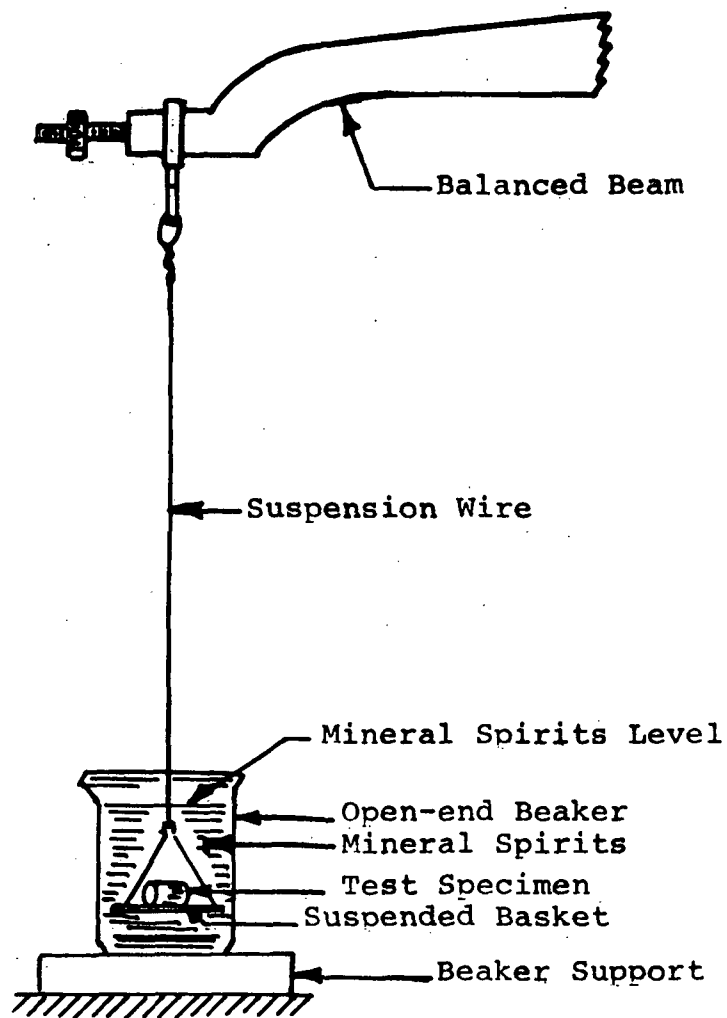 Balanced Beam
Suspension Wire
Mineral Spirits Level
Open-end Beaker
Mineral Spirits
Test Specimen
Suspended Basket
Beaker Support